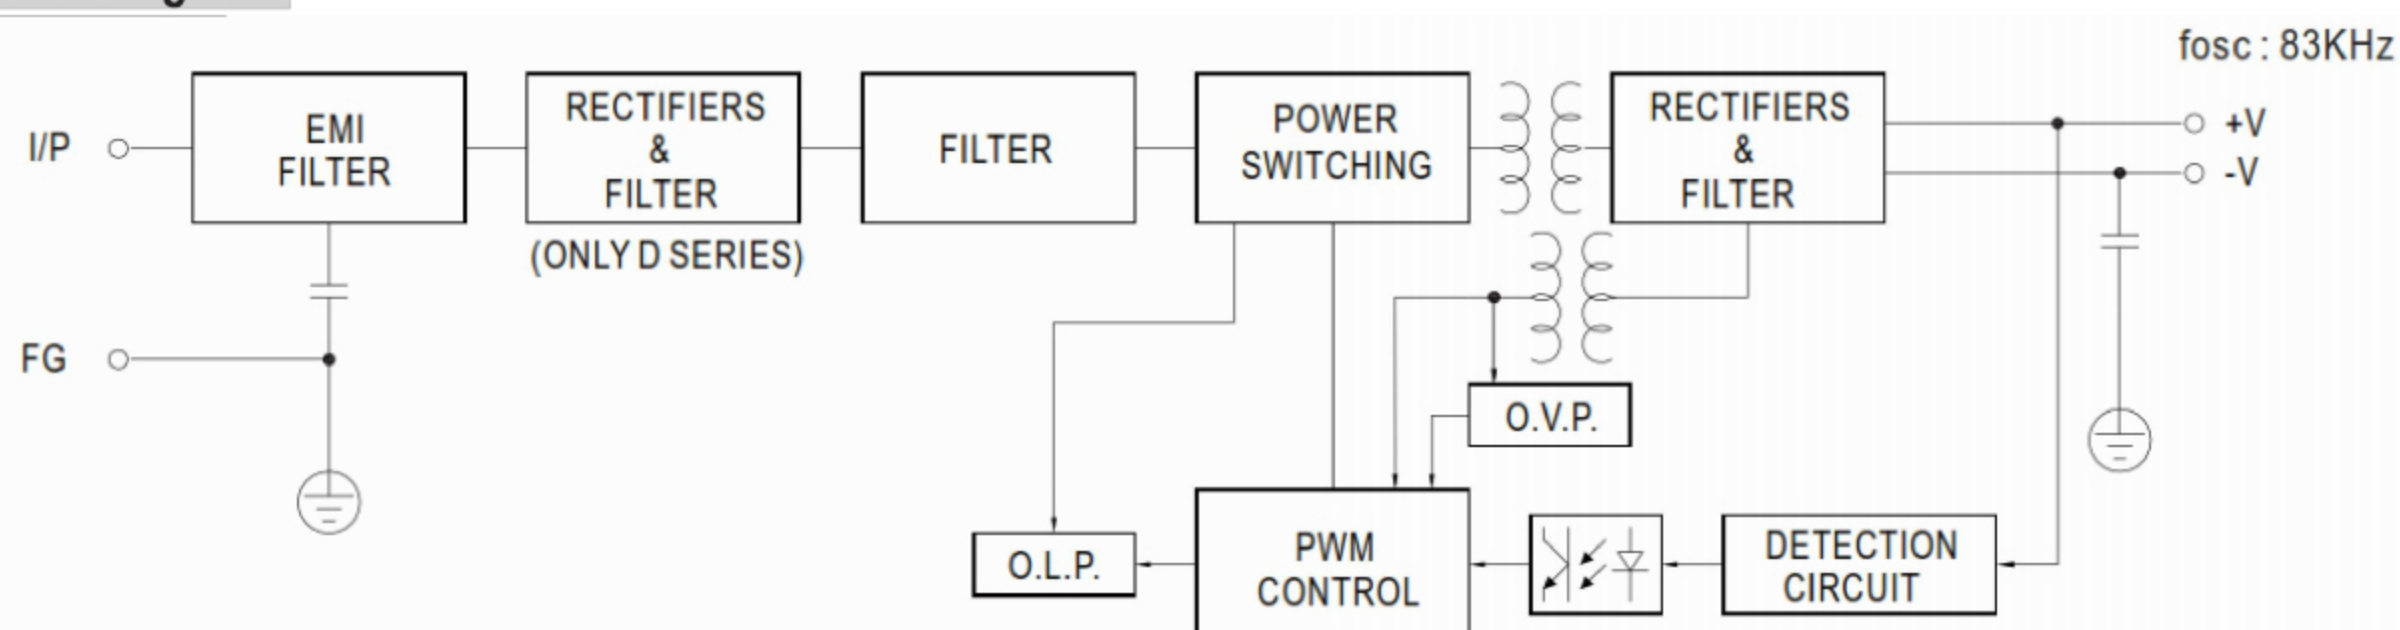 fosc : 83KHz
I/P
EMI
FILTER
RECTIFIERS
&
FILTER
(ONLY D SERIES)
FILTER
POWER
SWITCHING
RECTIFIERS
&
FILTER
+V
-V
FG
O.V.P.
O.L.P.
PWM
CONTROL
DETECTION
CIRCUIT